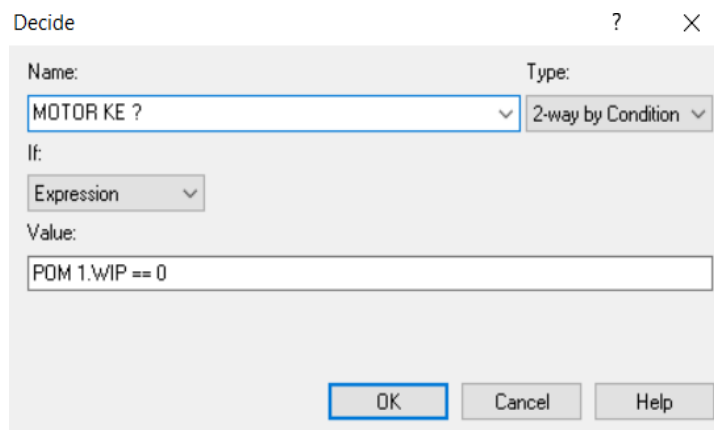 Decide ?
Name: Type:
MOTOR KE ? 2-way by Condition
If:
Expression
Value:
POM 1.WIP == 0
OK Cancel Help